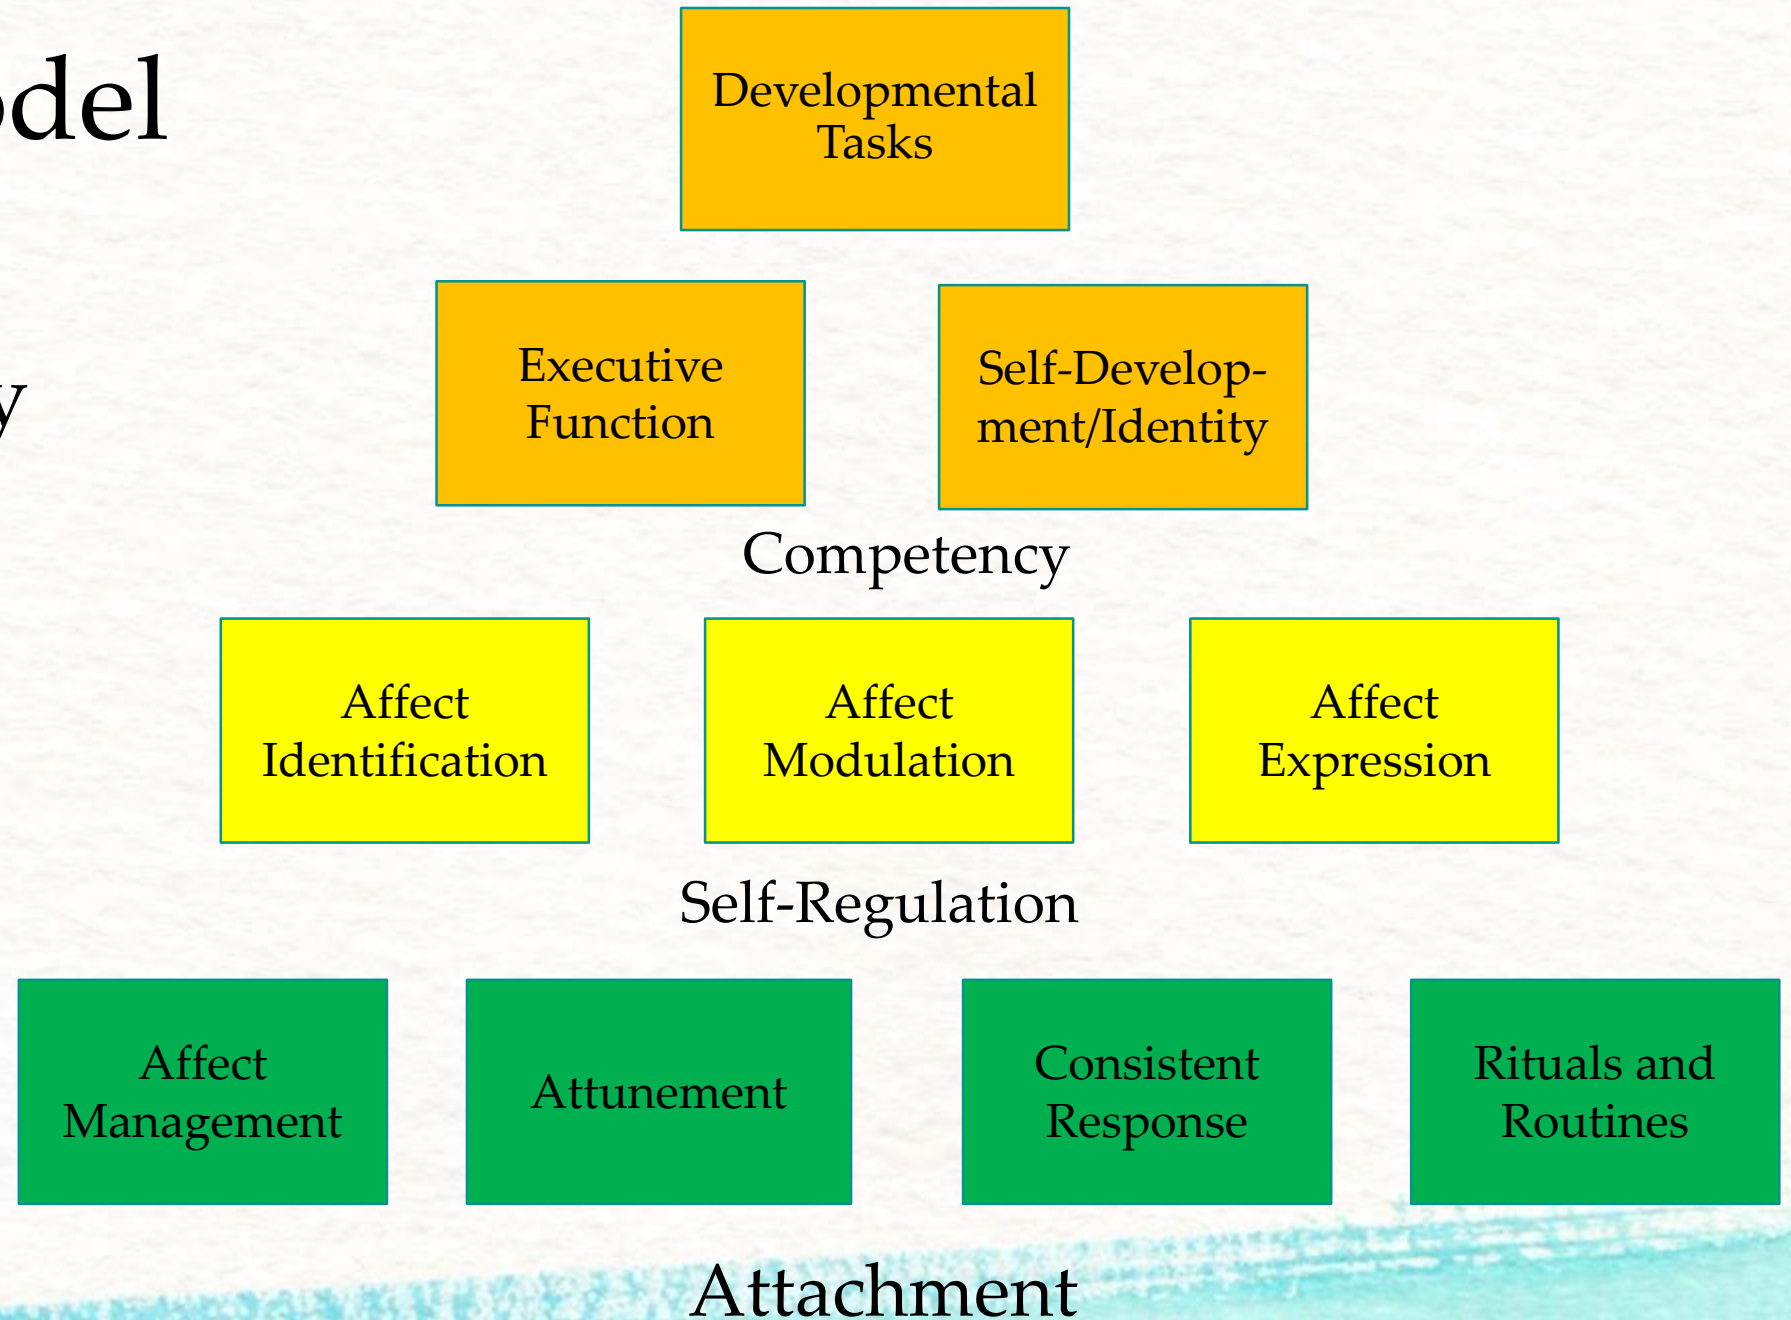 odel
y
Developmental
Tasks
Executive
Function
Self-Develop-
ment/Identity
Competency
Affect
Identification
Affect
Modulation
Affect
Expression
Self-Regulation
Affect
Management
Attunement
Consistent
Response
Rituals and
Routines
Attachment